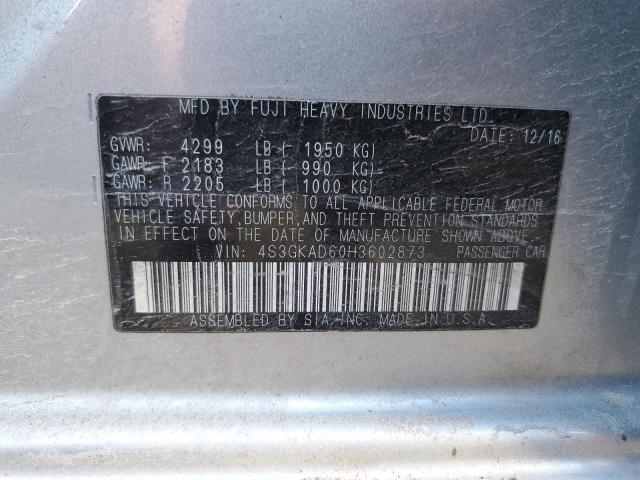 MFD BY FUJI HEAVY INDUSTRIES LTD.
DATE: 12/16
GVWR: 4299 LB ( 1950 KG)
GAWR: F 2183 LB ( 990 KG)
GAWR: R 2205 LB ( 1000 KG)
THIS VEHICLE CONFORMS TO ALL APPLICABLE FEDERAL MOTOR
VEHICLE SAFETY, BUMPER, AND THEFT PREVENTION STANDARDS
IN EFFECT ON THE DATE OF MANUFACTURE SHOWN ABOVE.
VIN: 4S3GKAD60H3602873 PASSENGER CAR
ASSEMBLED BY SIA, INC. MADE IN U.S.A.